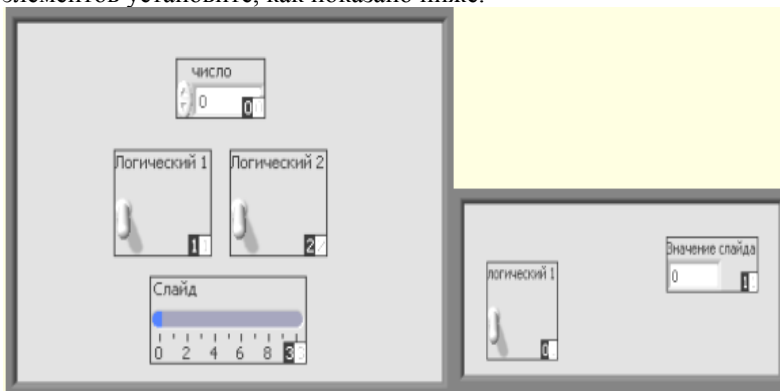 элементов установите, как показано ниже.
число
0
0
Логический 1
Логический 2
1
2
Слайд
0 2 4 6 8
3
Значение слайда
0
1
логический 1
0